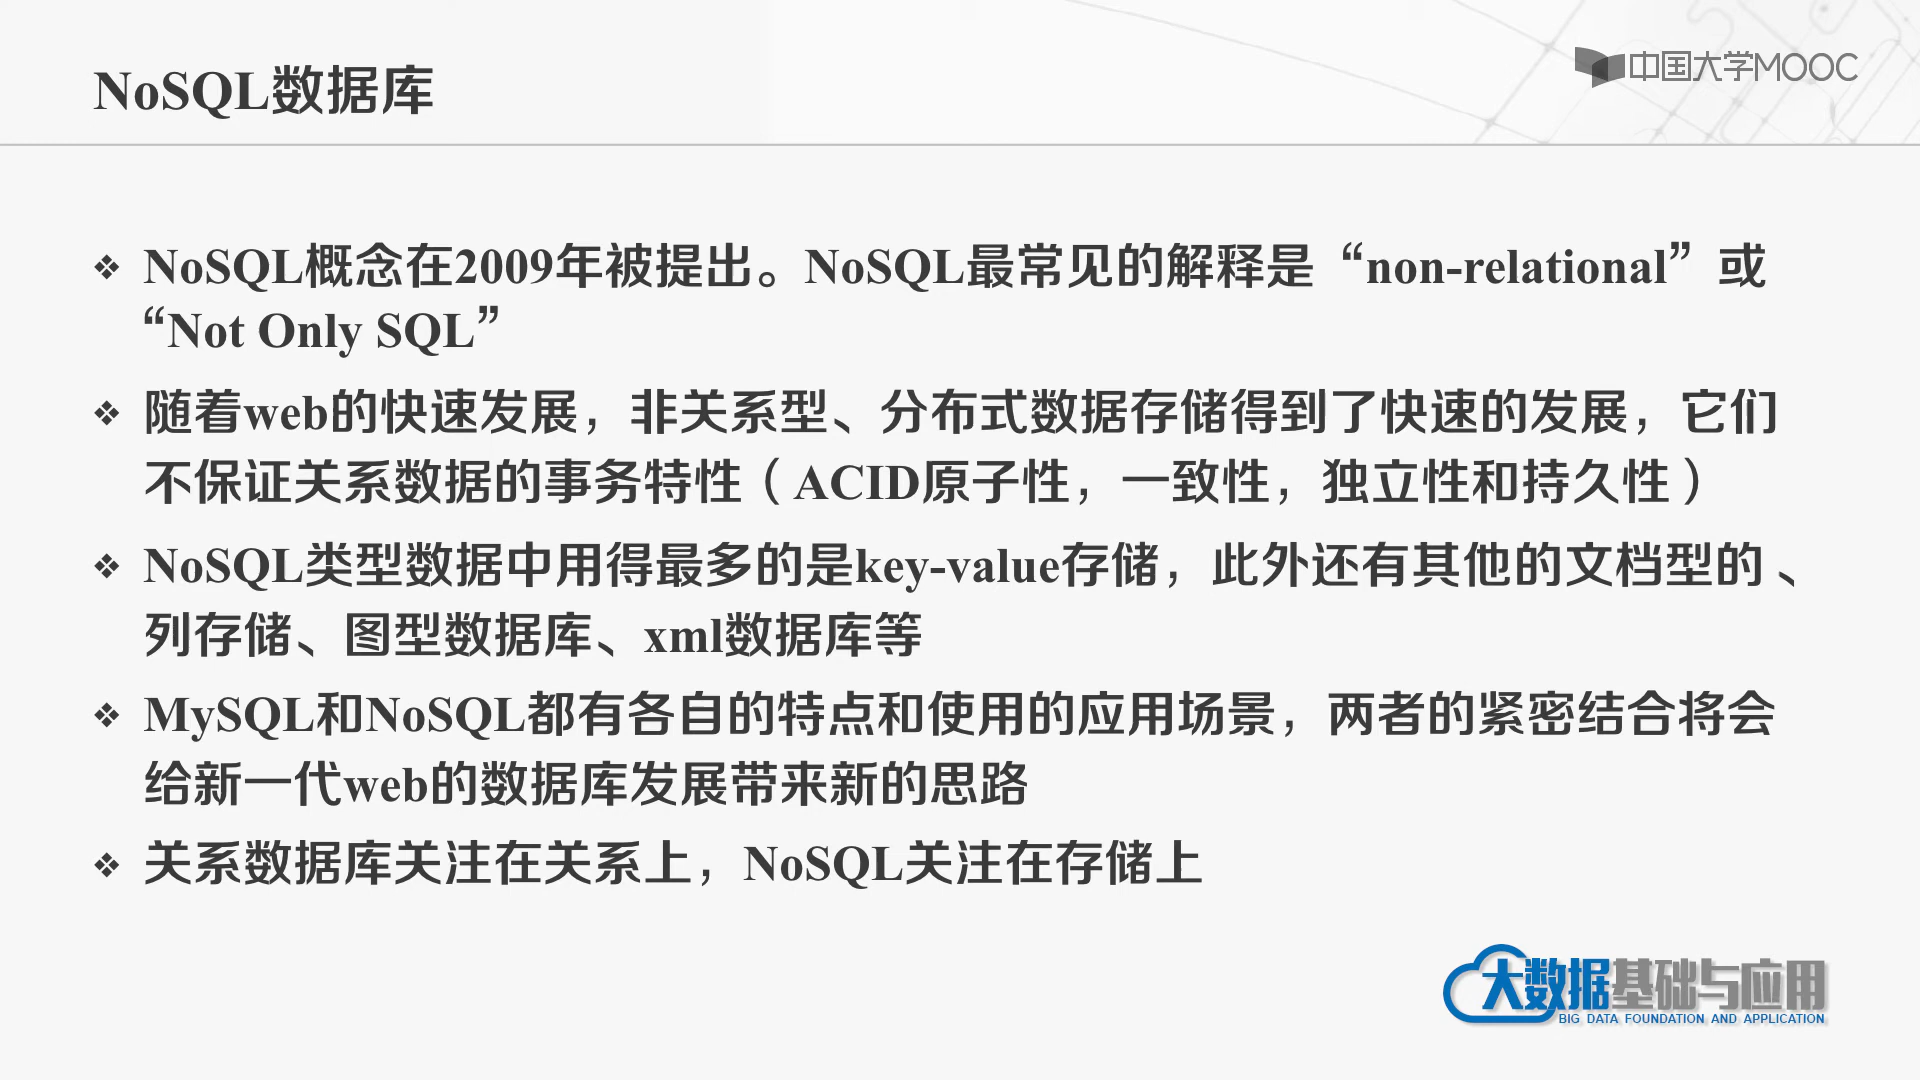 NoSQL数据库
中国大学MOOC
❖ NoSQL概念在2009年被提出。NoSQL最常见的解释是“non-relational”或
“Not Only SQL”
❖ 随着web的快速发展，非关系型、分布式数据存储得到了快速的发展，它们
不保证关系数据的事务特性（ACID原子性，一致性，独立性和持久性）
❖ NoSQL类型数据中用得最多的是key-value存储，此外还有其他的文档型的、
列存储、图型数据库、xml数据库等
❖ MySQL和NoSQL都有各自的特点和使用的应用场景，两者的紧密结合将会
给新一代web的数据库发展带来新的思路
❖ 关系数据库关注在关系上，NoSQL关注在存储上
大数据基础与应用
BIG DATA FOUNDATION AND APPLICATION